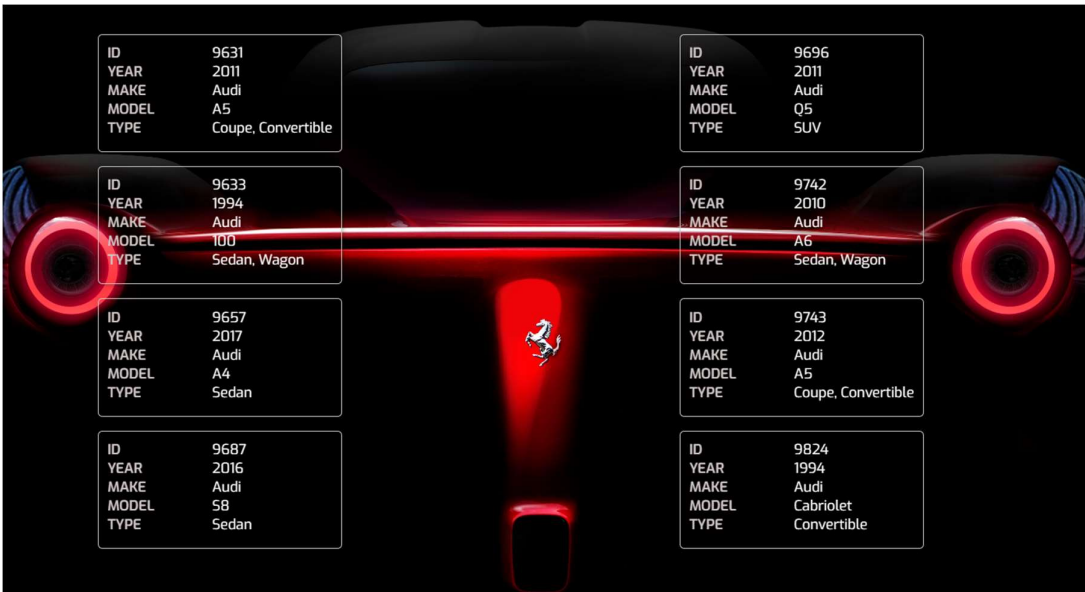 ID 9631
YEAR 2011
MAKE Audi
MODEL A5
TYPE Coupe, Convertible
ID 9633
YEAR 1994
MAKE Audi
MODEL 100
TYPE Sedan, Wagon
ID 9657
YEAR 2017
MAKE Audi
MODEL A4
TYPE Sedan
ID 9687
YEAR 2016
MAKE Audi
MODEL S8
TYPE Sedan
ID 9696
YEAR 2011
MAKE Audi
MODEL Q5
TYPE SUV
ID 9742
YEAR 2010
MAKE Audi
MODEL A6
TYPE Sedan, Wagon
ID 9743
YEAR 2012
MAKE Audi
MODEL A5
TYPE Coupe, Convertible
ID 9824
YEAR 1994
MAKE Audi
MODEL Cabriolet
TYPE Convertible